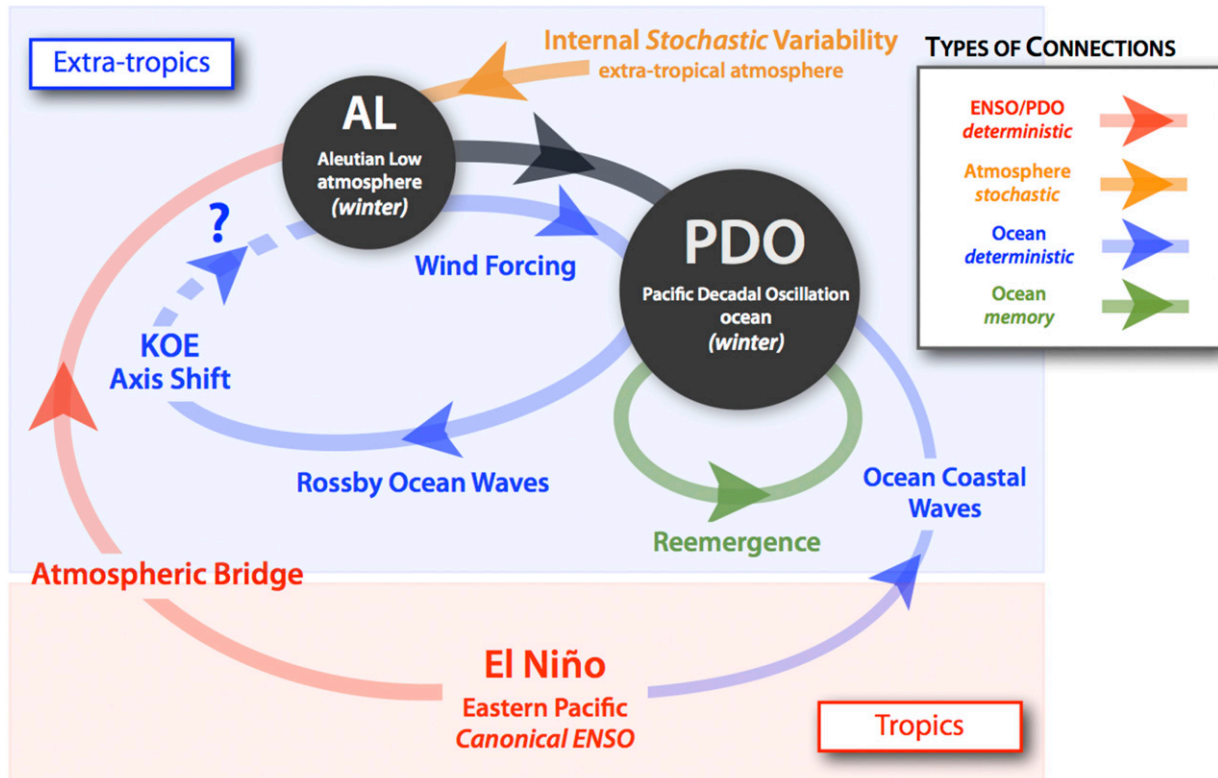 Extra-tropics
Internal Stochastic Variability
extra-tropical atmosphere
AL
Aleutian Low
atmosphere
(winter)
?
Wind Forcing
PDO
Pacific Decadal Oscillation
ocean
(winter)
KOE
Axis Shift
Rossby Ocean Waves
Reemergence
Ocean Coastal
Waves
Atmospheric Bridge
El Niño
Eastern Pacific
Canonical ENSO
Tropics
TYPES OF CONNECTIONS
ENSO/PDO
deterministic
Atmosphere
stochastic
Ocean
deterministic
Ocean
memory